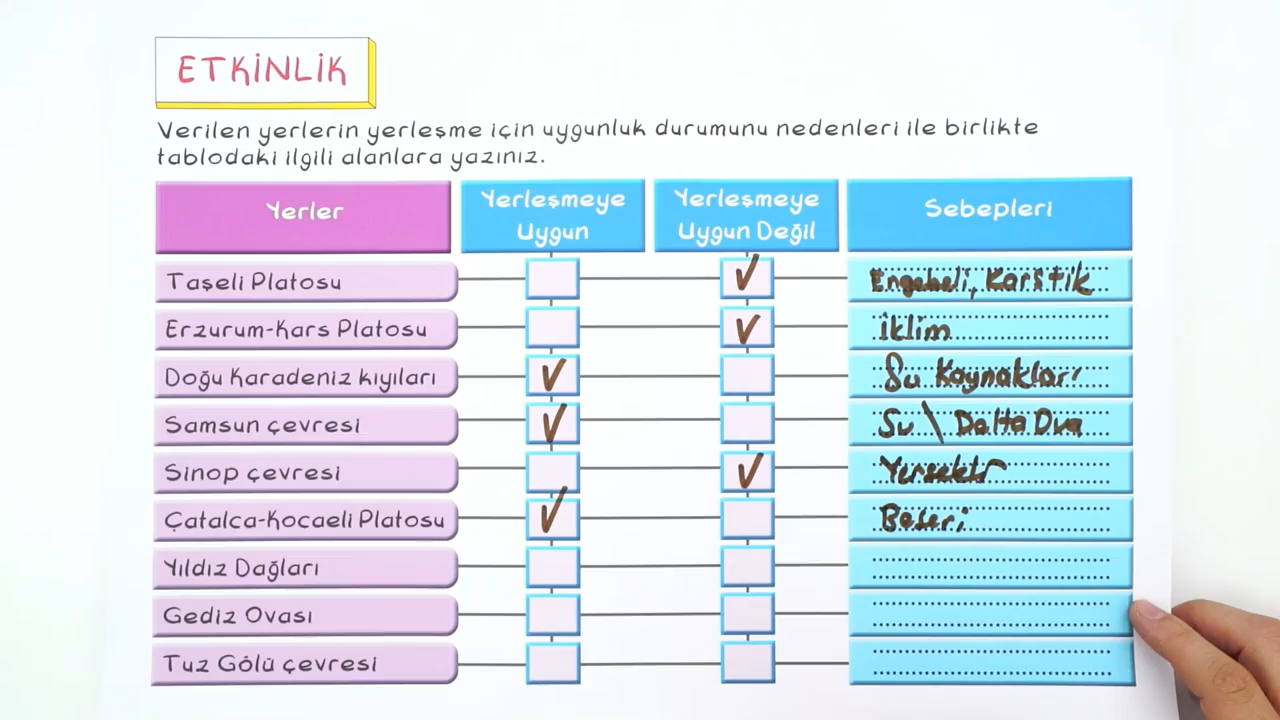 ETKİNLİK
Verilen yerlerin yerleşme için uygunluk durumunu nedenleri ile birlikte
tablodaki ilgili alanlara yazınız.
Yerler Yerleşmeye Uygun Yerleşmeye Uygun Değil Sebepleri
Taşeli Platosu ✓ Engebeli, Karstik
Erzurum-Kars Platosu ✓ İklim
Doğu Karadeniz kıyıları ✓ Su Kaynakları
Samsun çevresi ✓ Su \ Delta
Sinop çevresi ✓
Çatalca-Kocaeli Platosu ✓ Beşeri
Yıldız Dağları
Gediz Ovası
Tuz Gölü çevresi